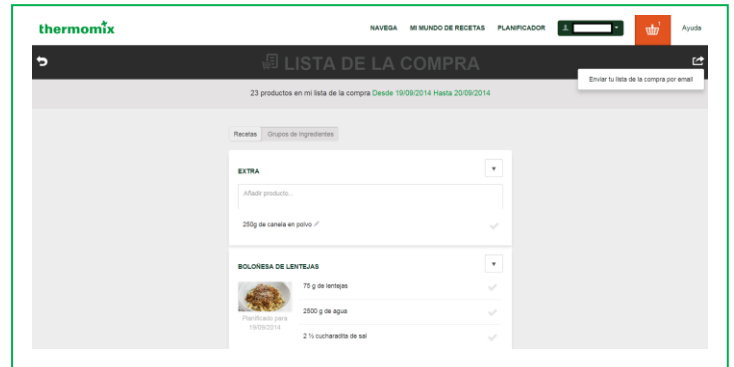 thermomix
NAVEGA MI MUNDO DE RECETAS PLANIFICADOR 1 Ayuda
LISTA DE LA COMPRA
Enviar tu lista de la compra por email
23 productos en mi lista de la compra Desde 19/09/2014 Hasta 20/09/2014
Recetas Grupos de Ingredientes
EXTRA
Añadir producto...
250g de canela en polvo
BOLOÑESA DE LENTEJAS
75 g de lentejas
2500 g de agua
Planificado para
19/09/2014
2 ½ cucharadita de sal